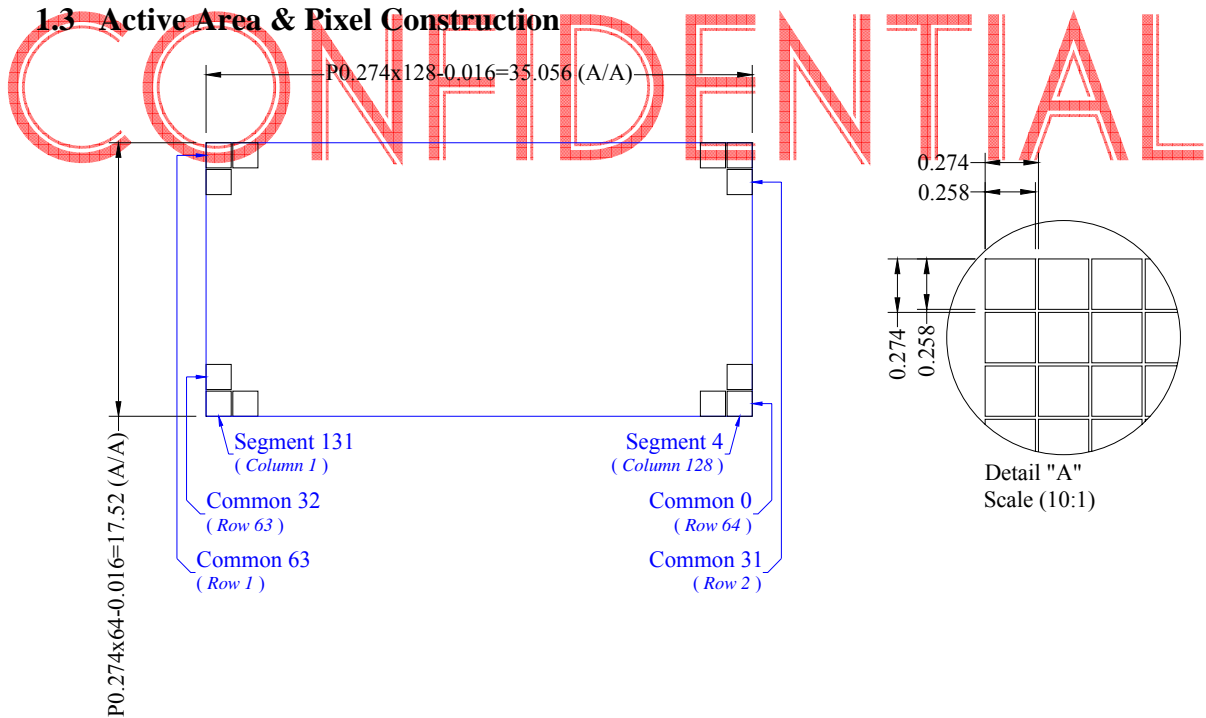 1.3 Active Area & Pixel Construction
CONFIDENTIAL
P0.274x128-0.016=35.056 (A/A)
P0.274x64-0.016=17.52 (A/A)
Segment 131
( Column 1 )
Segment 4
( Column 128 )
Common 32
( Row 63 )
Common 0
( Row 64 )
Common 63
( Row 1 )
Common 31
( Row 2 )
0.274
0.258
0.274
0.258
Detail "A"
Scale (10:1)